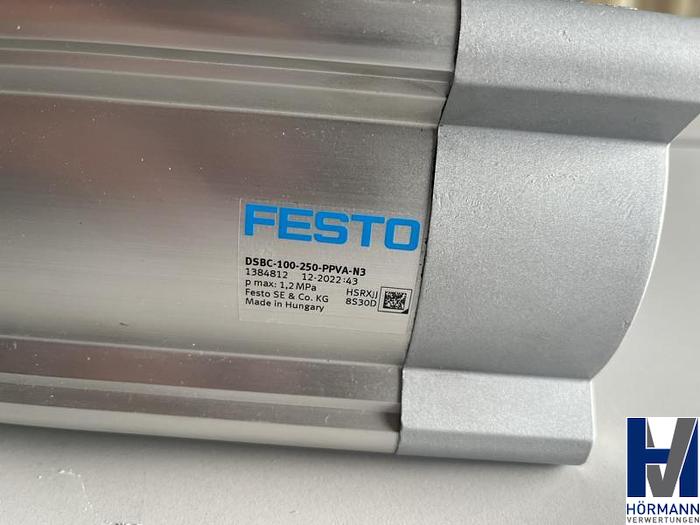 FESTO
DSBC-100-250-PPVA-N3
1384812 12-2022:43
p max: 1,2 MPa
Festo SE & Co. KG HSRXJJ
Made in Hungary 8S30D
HÖRMANN
VERWERTUNGEN